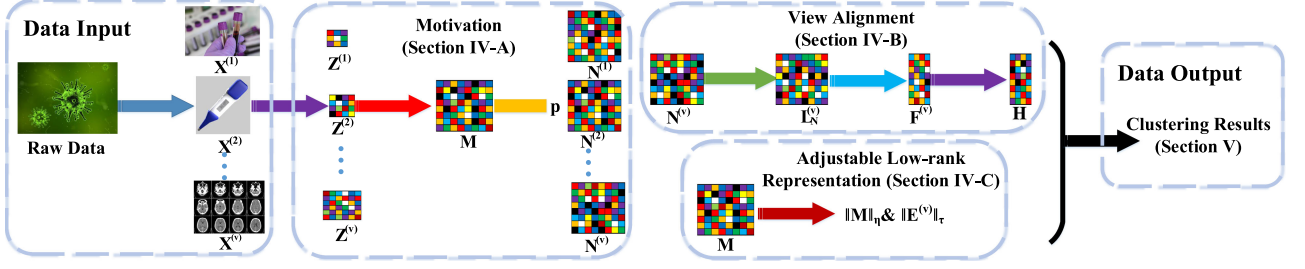 Data Input
X(1)
Raw Data
X(2)
X(v)
Motivation
(Section IV-A)
Z(1)
Z(2)
Z(v)
M
p
N(1)
N(2)
N(v)
View Alignment
(Section IV-B)
N(v)
L(v)N
F(v)
H
Adjustable Low-rank
Representation (Section IV-C)
M
‖M‖η& ‖E(v)‖τ
Data Output
Clustering Results
(Section V)